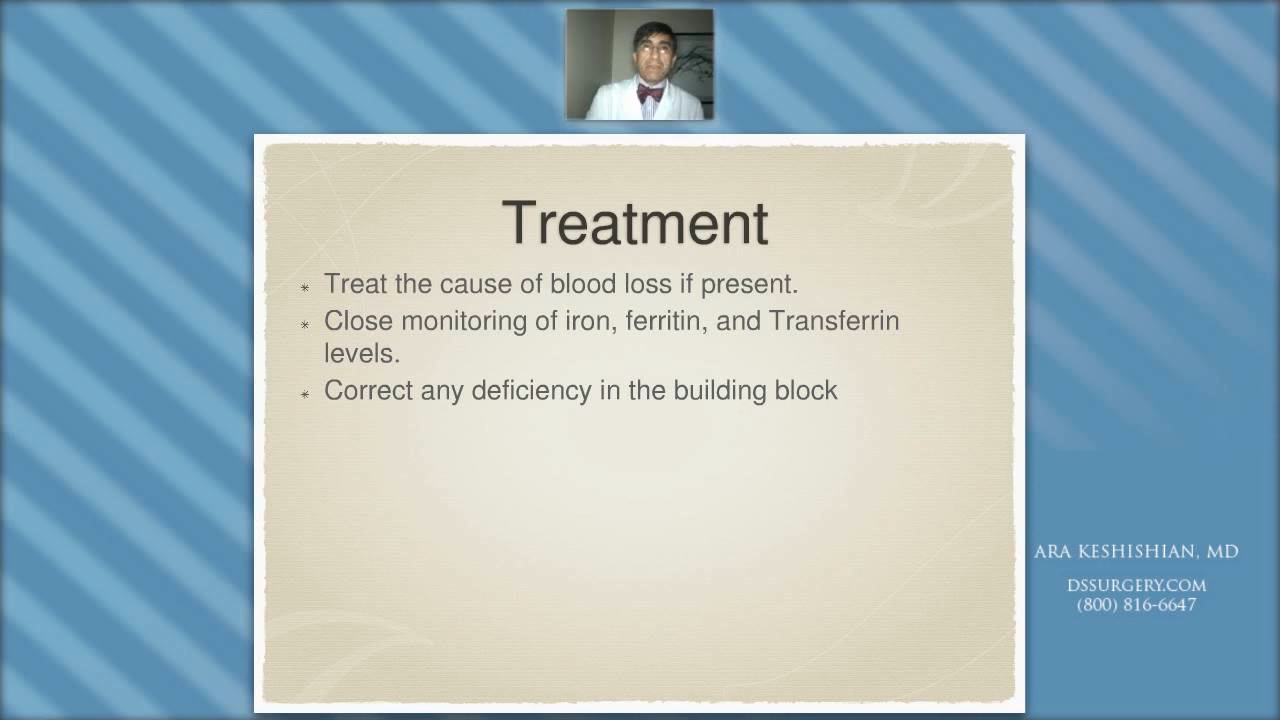 Treatment
* Treat the cause of blood loss if present.
* Close monitoring of iron, ferritin, and Transferrin
levels.
* Correct any deficiency in the building block
ARA KESHISHIAN, MD
DSSURGERY.COM
(800) 816-6647